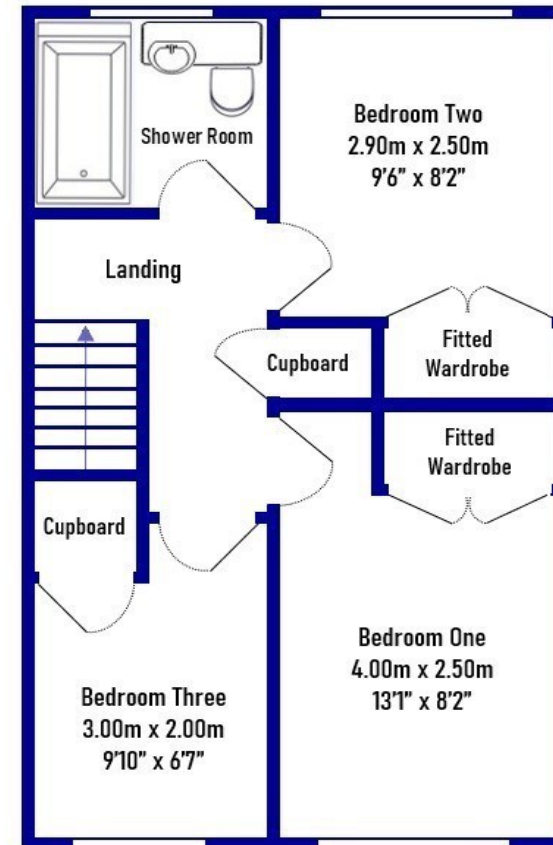 Shower Room
Bedroom Two
2.90m x 2.50m
9'6" x 8'2"
Landing
Cupboard
Fitted
Wardrobe
Fitted
Wardrobe
Cupboard
Bedroom One
4.00m x 2.50m
13'1" x 8'2"
Bedroom Three
3.00m x 2.00m
9'10" x 6'7"